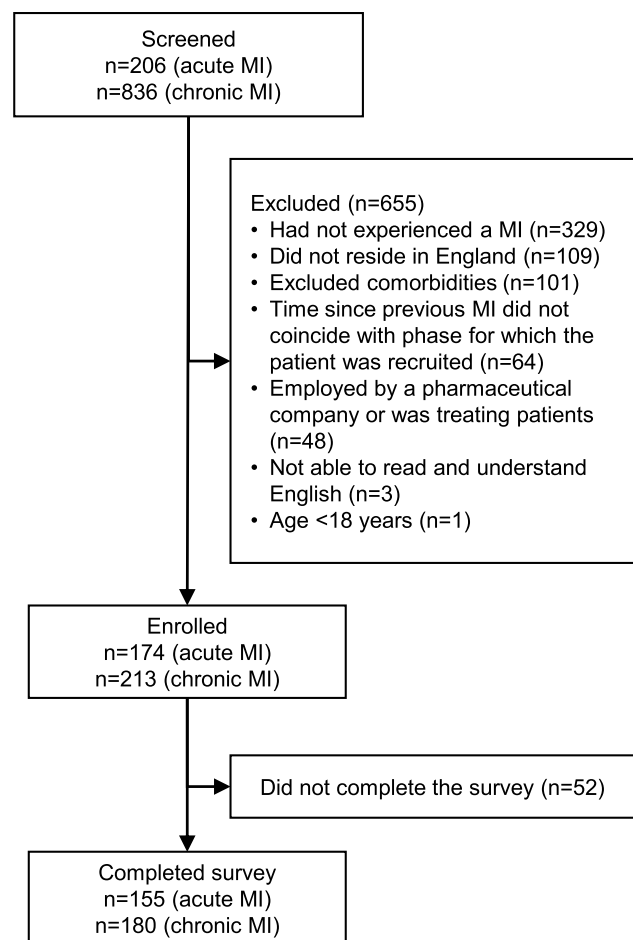 Screened
n=206 (acute MI)
n=836 (chronic MI)
Excluded (n=655)
• Had not experienced a MI (n=329)
• Did not reside in England (n=109)
• Excluded comorbidities (n=101)
• Time since previous MI did not
coincide with phase for which the
patient was recruited (n=64)
• Employed by a pharmaceutical
company or was treating patients
(n=48)
• Not able to read and understand
English (n=3)
• Age <18 years (n=1)
Enrolled
n=174 (acute MI)
n=213 (chronic MI)
Did not complete the survey (n=52)
Completed survey
n=155 (acute MI)
n=180 (chronic MI)